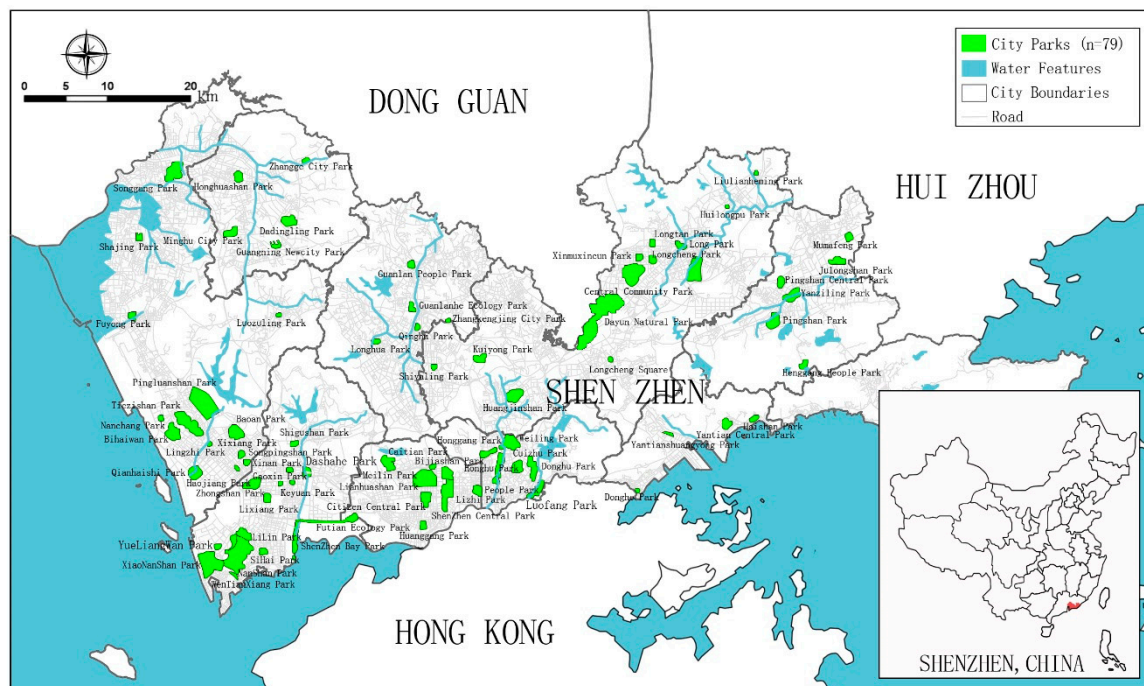 City Parks (n=79)
Water Features
City Boundaries
Road
0 5 10 20
Km
DONG GUAN
HUI ZHOU
SHEN ZHEN
HONG KONG
Songgang Park
Honghuashan Park
Zhangge City Park
Dadingling Park
Minghu City Park
Guangning Newcity Park
Shajing Park
Fuyong Park
Luozuling Park
Liulianheming Park
Huilongpu Park
Longtan Park
Long Park
Xinmuxincun Park
Longcheng Park
Central Community Park
Dayun Natural Park
Longcheng Square
Mumafeng Park
Julongshan Park
Pingshan Central Park
Yanziling Park
Pingshan Park
Henggang People Park
Guanlan People Park
Guanlanhe Ecology Park
Zhangkengjing City Park
Qinghu Park
Longhua Park
Kuiyong Park
Shiyaling Park
Huangjinshan Park
Pingluanshan Park
Tiezishan Park
Nanchang Park
Bihaiwan Park
Baoan Park
Xixiang Park
Lingzhi Park
Shigushan Park
Songpingshan Park
Xinan Park
Dashahe Park
Qianhaishi Park
Haojiang Park
Gaoxin Park
Zhongshan Park
Keyuan Park
Lixiang Park
Caitian Park
Meilin Park
Bijiashan Park
Lianhuashan Park
Citizen Central Park
Honggang Park
Weiling Park
Honghu Park
Cuizhu Park
Donghu Park
People Park
Lizhi Park
Luofang Park
ShenZhen Central Park
Futian Ecology Park
Huanggang Park
ShenZhen Bay Park
LiLin Park
YueLiangWan Park
SiHai Park
XiaoNanShan Park
NanShan Park
WenTianXiang Park
Yantian Central Park
Haishan Park
Yantianshuangyong Park
Donghe Park
SHENZHEN, CHINA